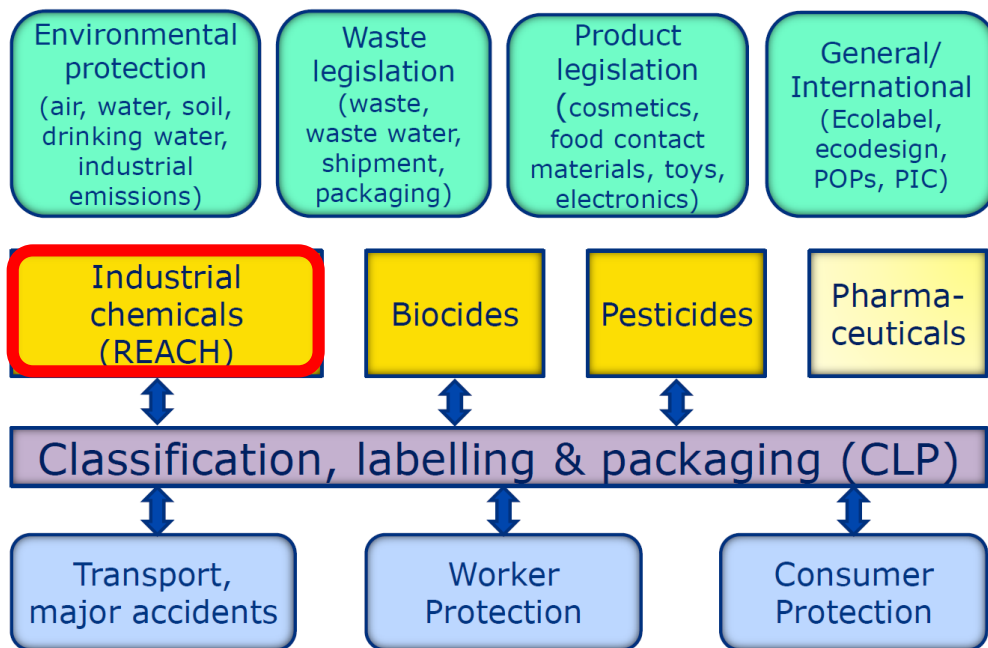 Environmental
protection
(air, water, soil,
drinking water,
industrial
emissions)
Waste
legislation
(waste,
waste water,
shipment,
packaging)
Product
legislation
(cosmetics,
food contact
materials, toys,
electronics)
General/
International
(Ecolabel,
ecodesign,
POPs, PIC)
Industrial
chemicals
(REACH)
Biocides
Pesticides
Pharma-
ceuticals
Classification, labelling & packaging (CLP)
Transport,
major accidents
Worker
Protection
Consumer
Protection